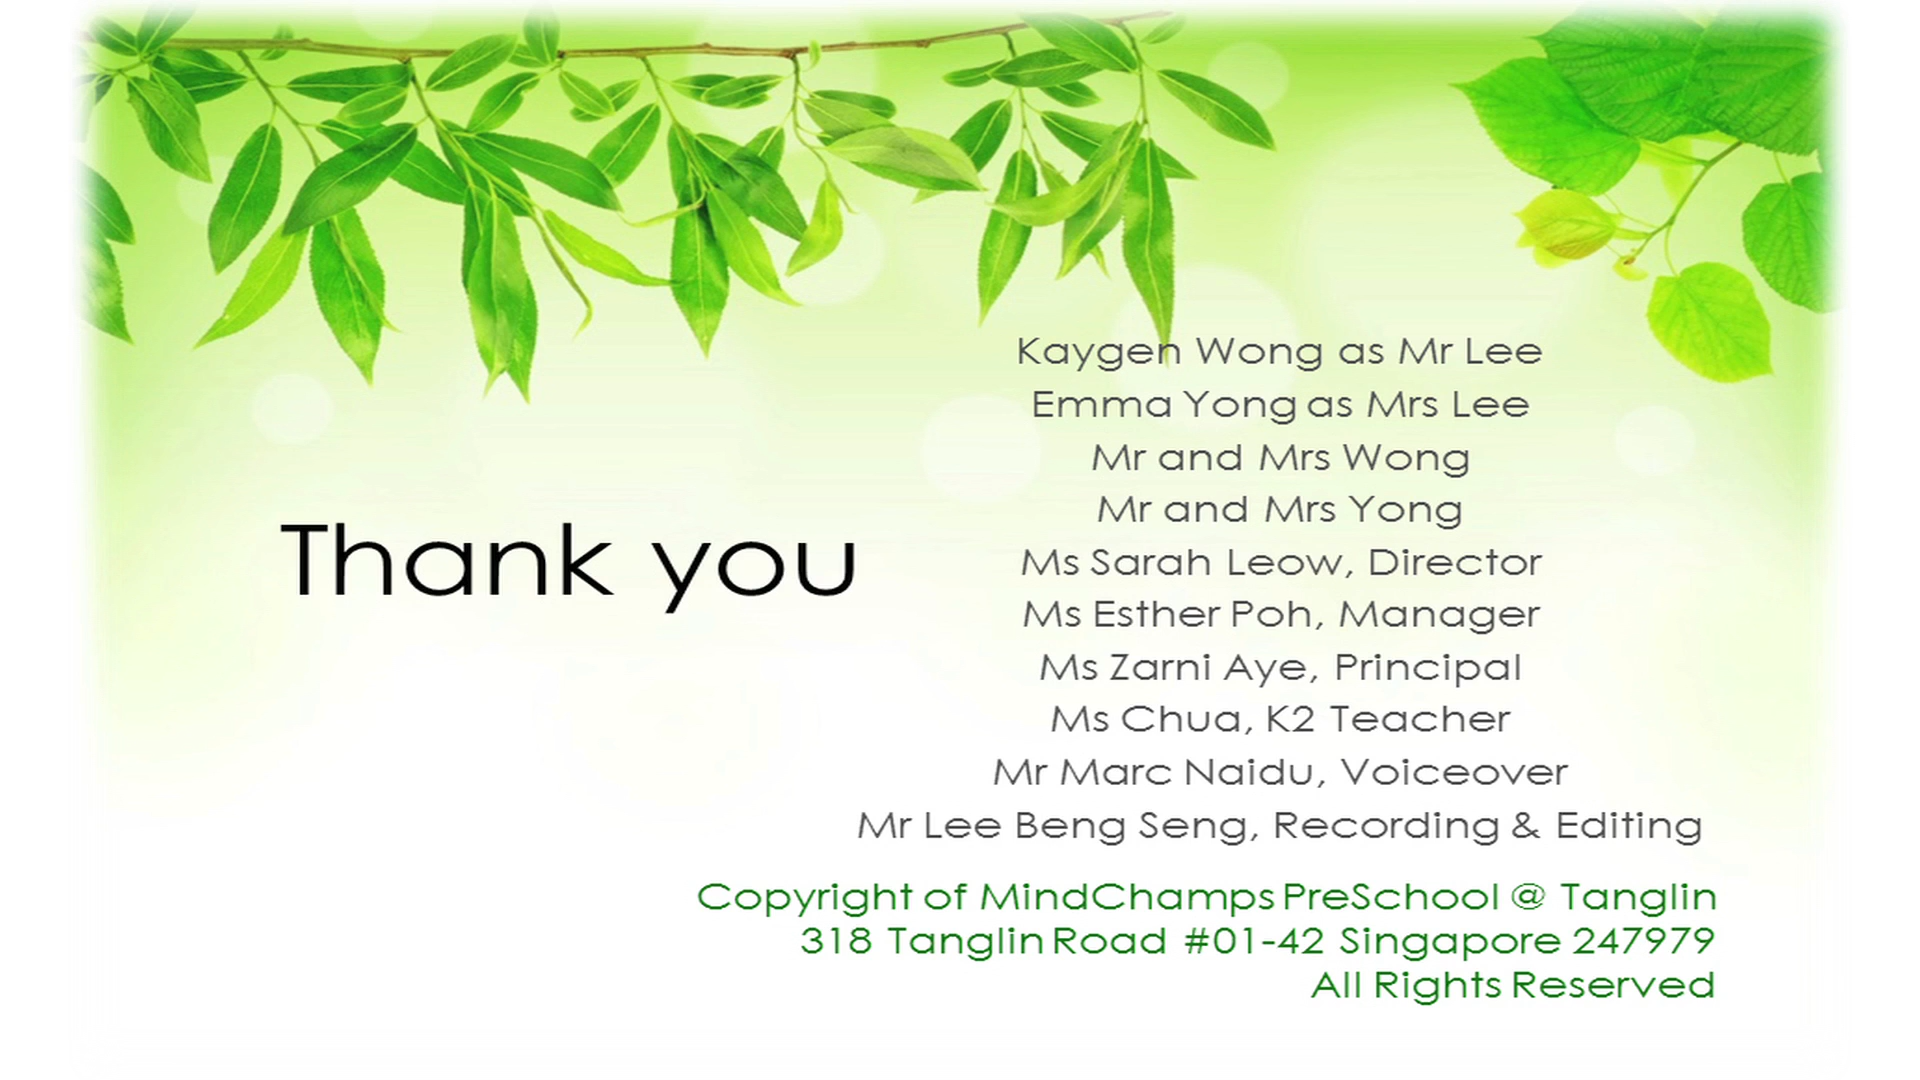 Thank you
Kaygen Wong as Mr Lee
Emma Yong as Mrs Lee
Mr and Mrs Wong
Mr and Mrs Yong
Ms Sarah Leow, Director
Ms Esther Poh, Manager
Ms Zarni Aye, Principal
Ms Chua, K2 Teacher
Mr Marc Naidu, Voiceover
Mr Lee Beng Seng, Recording & Editing
Copyright of MindChamps PreSchool @ Tanglin
318 Tanglin Road #01-42 Singapore 247979
All Rights Reserved